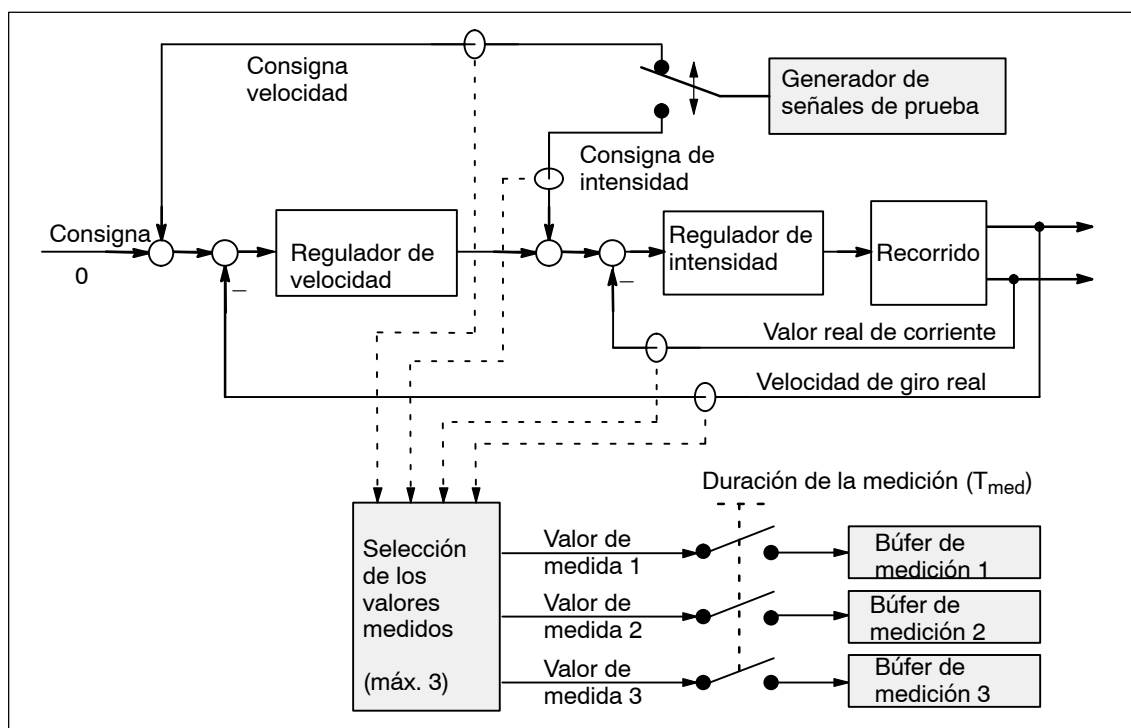 Consigna
velocidad
Generador de
señales de prueba
Consigna de
intensidad
Consigna
0
Regulador de
velocidad
Regulador de
intensidad
Recorrido
–
–
Valor real de corriente
Velocidad de giro real
Duración de la medición (Tmed)
Selección
de los
valores
medidos
(máx. 3)
Valor de
medida 1
Búfer de
medición 1
Valor de
medida 2
Búfer de
medición 2
Valor de
medida 3
Búfer de
medición 3